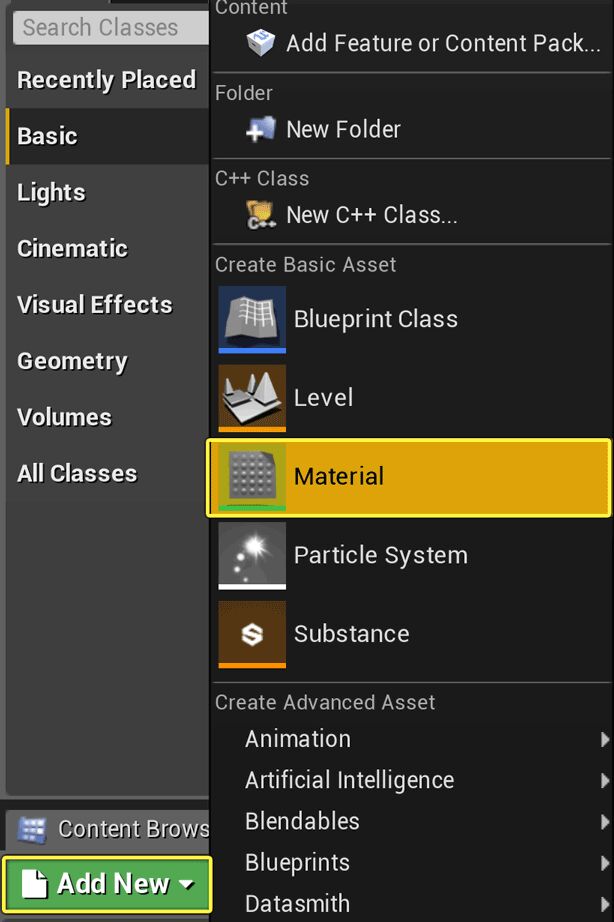 Search Classes
Recently Placed
Basic
Lights
Cinematic
Visual Effects
Geometry
Volumes
All Classes
Content Brows
Add New
Content
Add Feature or Content Pack...
Folder
New Folder
C++ Class
C++
New C++ Class...
Create Basic Asset
Blueprint Class
Level
Material
Particle System
Substance
Create Advanced Asset
Animation
Artificial Intelligence
Blendables
Blueprints
Datasmith